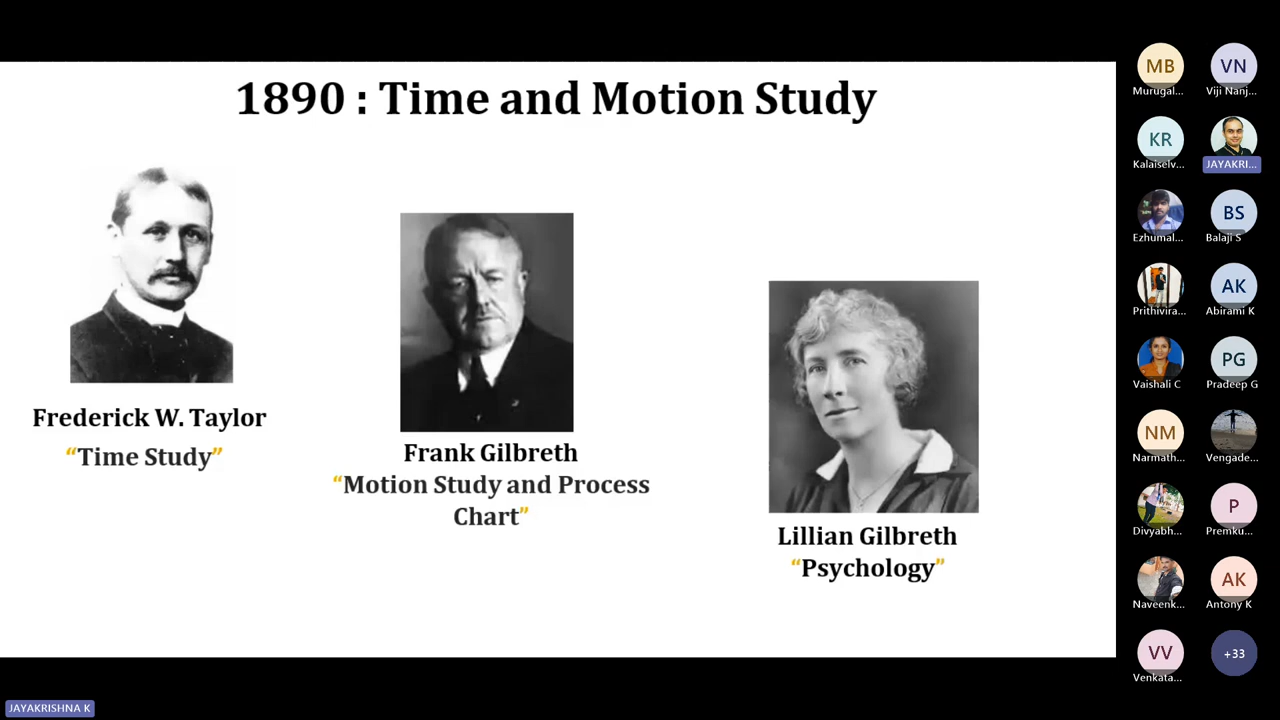 1890 : Time and Motion Study
Frederick W. Taylor
“Time Study”
Frank Gilbreth
“Motion Study and Process
Chart”
Lillian Gilbreth
“Psychology”
MB
Murugal...
VN
Viji Nanj...
KR
Kalaiselv...
JAYAKRI...
Ezhumal...
BS
Balaji S
Prithivira...
AK
Abirami K
Vaishali C
PG
Pradeep G
NM
Narmath...
Vengade...
Divyabh...
P
Premku...
Naveenk...
AK
Antony K
VV
Venkata...
+33
JAYAKRISHNA K